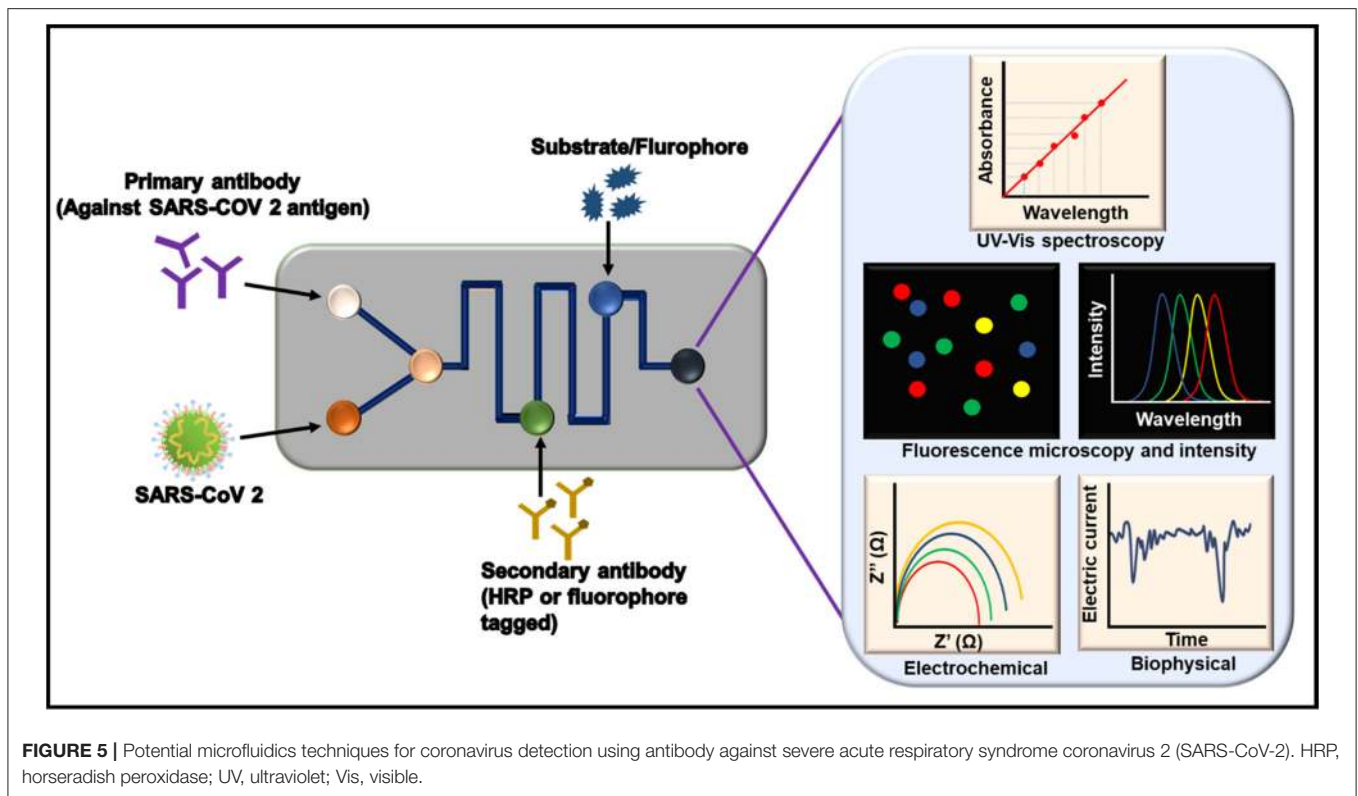 Primary antibody
(Against SARS-COV 2 antigen)
Substrate/Flurophore
SARS-CoV 2
Secondary antibody
(HRP or fluorophore
tagged)
Absorbance
Wavelength
UV-Vis spectroscopy
Intensity
Wavelength
Fluorescence microscopy and intensity
Z" (Ω)
Z' (Ω)
Electrochemical
Electric current
Time
Biophysical
FIGURE 5 | Potential microfluidics techniques for coronavirus detection using antibody against severe acute respiratory syndrome coronavirus 2 (SARS-CoV-2). HRP,
horseradish peroxidase; UV, ultraviolet; Vis, visible.